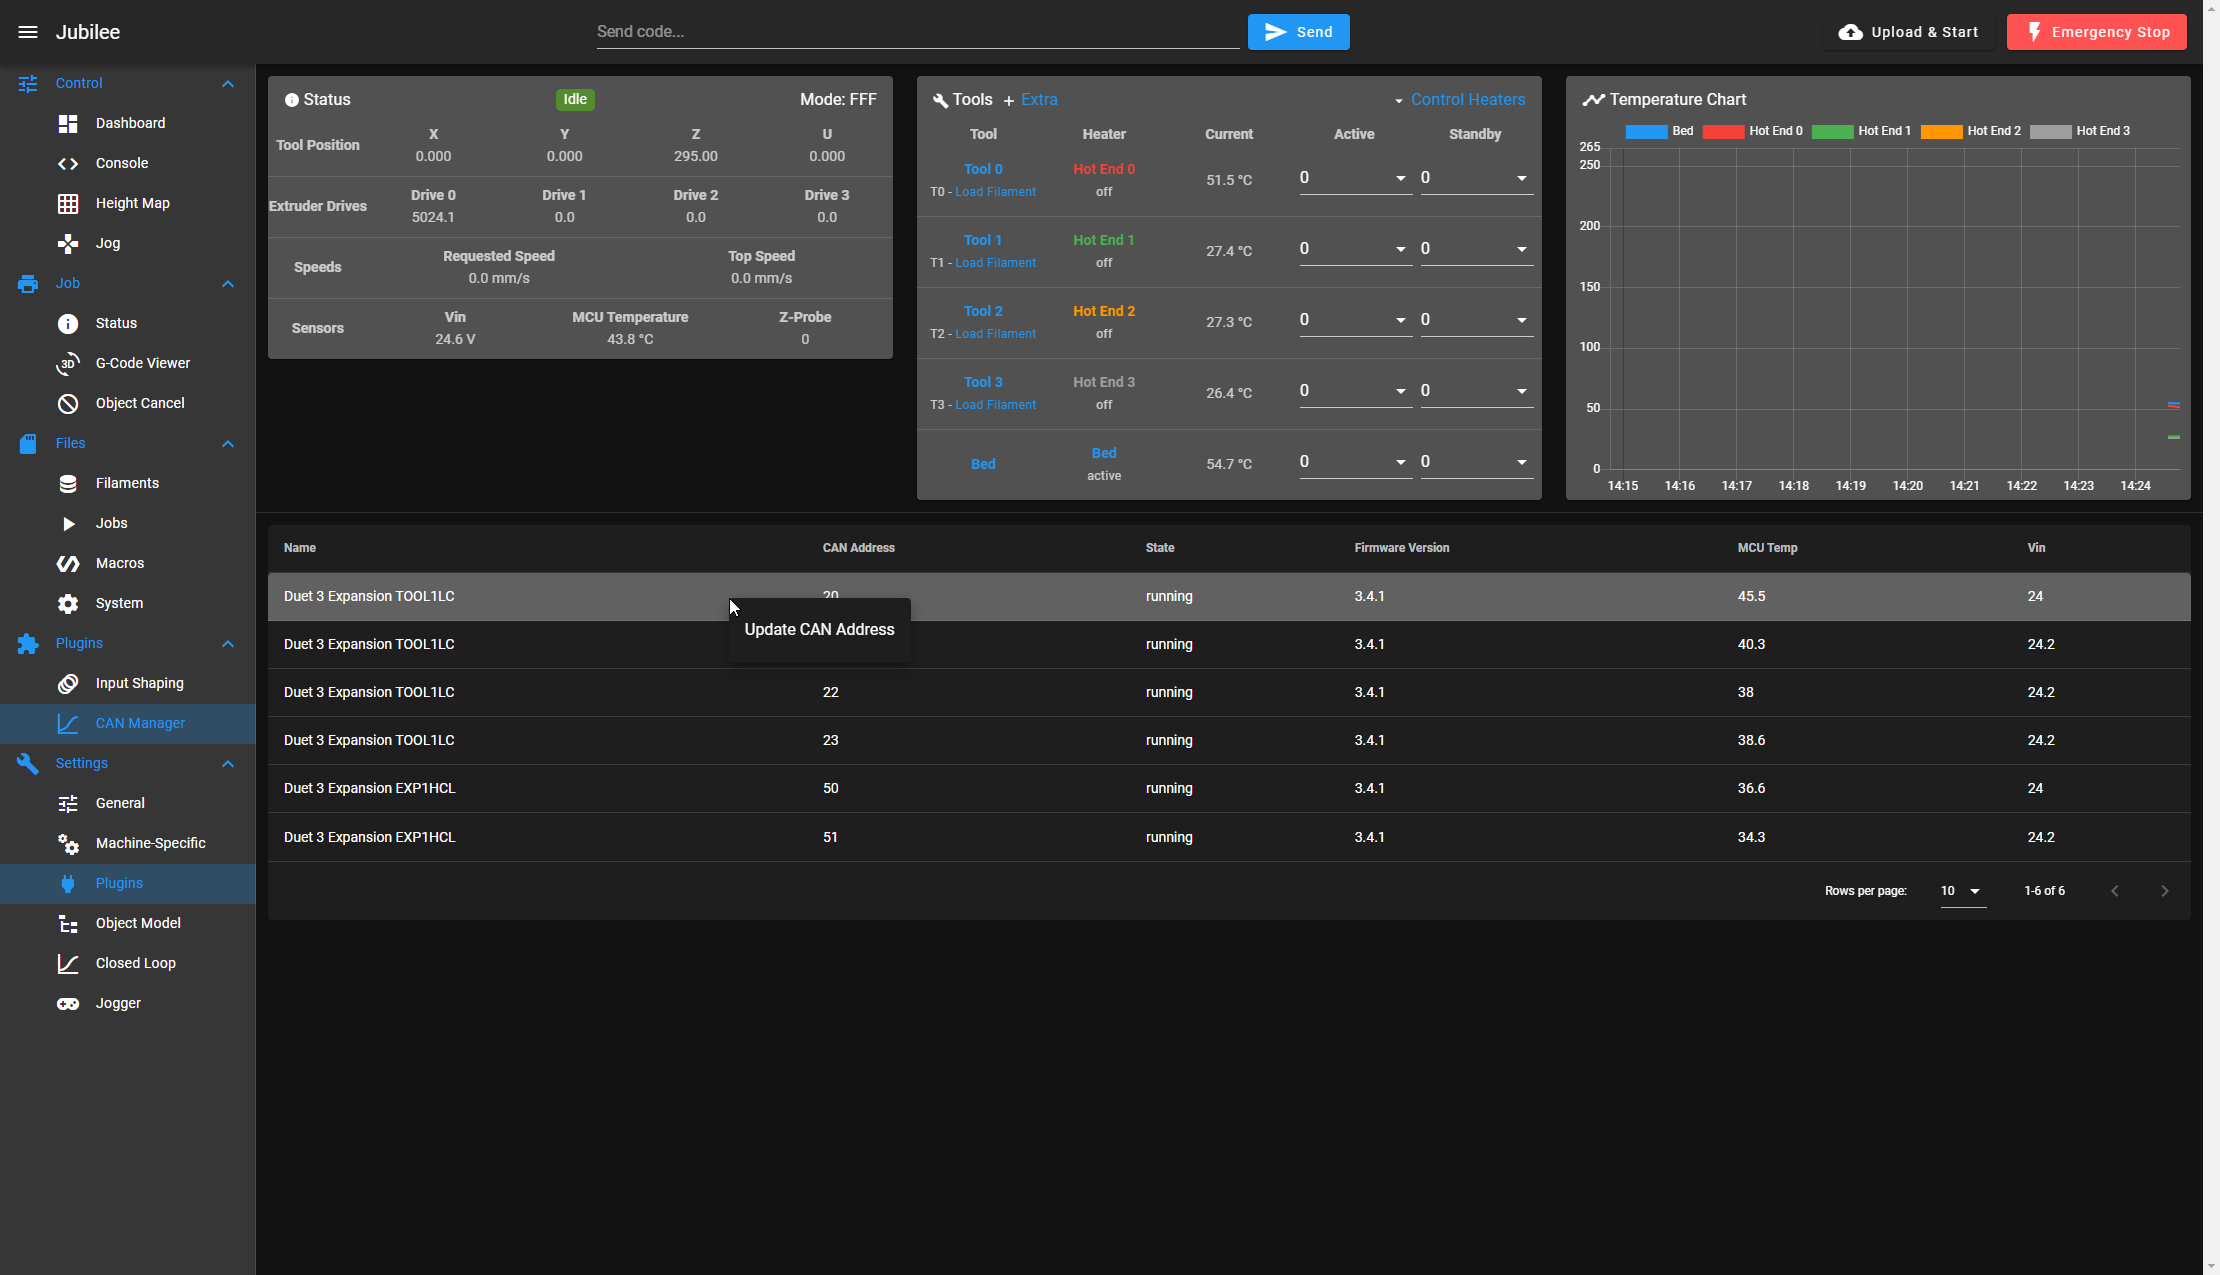 Jubilee
Send code...
Send
Upload & Start
Emergency Stop
Control
Dashboard
Console
Height Map
Jog
Job
Status
3D
G-Code Viewer
Object Cancel
Files
Filaments
Jobs
Macros
System
Plugins
Input Shaping
CAN Manager
Settings
General
Machine-Specific
Plugins
Object Model
Closed Loop
Jogger
Status Idle Mode: FFF
X Y Z U
Tool Position
0.000 0.000 295.00 0.000
Drive 0 Drive 1 Drive 2 Drive 3
Extruder Drives
5024.1 0.0 0.0 0.0
Requested Speed Top Speed
Speeds
0.0 mm/s 0.0 mm/s
Vin MCU Temperature Z-Probe
Sensors
24.6 V 43.8 °C 0
Tools + Extra Control Heaters
Tool Heater Current Active Standby
Tool 0 Hot End 0 51.5 °C 0 0
T0 - Load Filament off
Tool 1 Hot End 1 27.4 °C 0 0
T1 - Load Filament off
Tool 2 Hot End 2 27.3 °C 0 0
T2 - Load Filament off
Tool 3 Hot End 3 26.4 °C 0 0
T3 - Load Filament off
Bed Bed 54.7 °C 0 0
active
Temperature Chart
Bed Hot End 0 Hot End 1 Hot End 2 Hot End 3
265
250
200
150
100
50
0
14:15 14:16 14:17 14:18 14:19 14:20 14:21 14:22 14:23 14:24
Name CAN Address State Firmware Version MCU Temp Vin
Duet 3 Expansion TOOL1LC 20 running 3.4.1 45.5 24
Update CAN Address
Duet 3 Expansion TOOL1LC running 3.4.1 40.3 24.2
Duet 3 Expansion TOOL1LC 22 running 3.4.1 38 24.2
Duet 3 Expansion TOOL1LC 23 running 3.4.1 38.6 24.2
Duet 3 Expansion EXP1HCL 50 running 3.4.1 36.6 24
Duet 3 Expansion EXP1HCL 51 running 3.4.1 34.3 24.2
Rows per page: 10 1-6 of 6